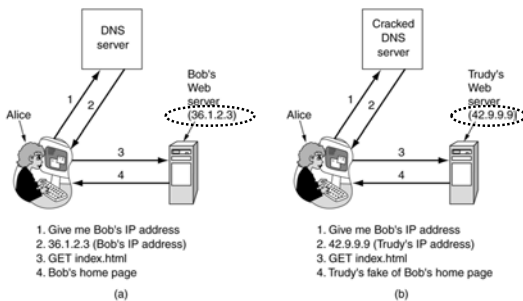 DNS
server
Bob's
Web
server
(36.1.2.3)
Alice
1
2
3
4
1. Give me Bob's IP address
2. 36.1.2.3 (Bob's IP address)
3. GET index.html
4. Bob's home page
(a)
Cracked
DNS
server
Trudy's
Web
server
(42.9.9.9)
Alice
1
2
3
4
1. Give me Bob's IP address
2. 42.9.9.9 (Trudy's IP address)
3. GET index.html
4. Trudy's fake of Bob's home page
(b)